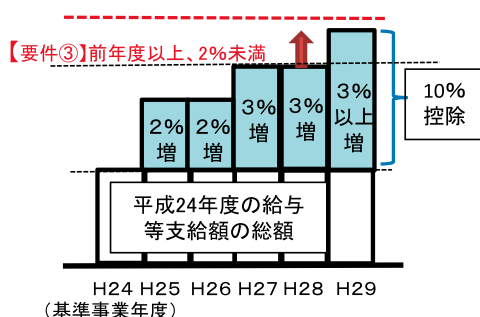 【要件③】前年度以上、2%未満
2%
増
2%
増
3%
増
3%
増
3%
以上
増
10%
控除
平成24年度の給与
等支給額の総額
H24 H25 H26 H27 H28 H29
(基準事業年度)